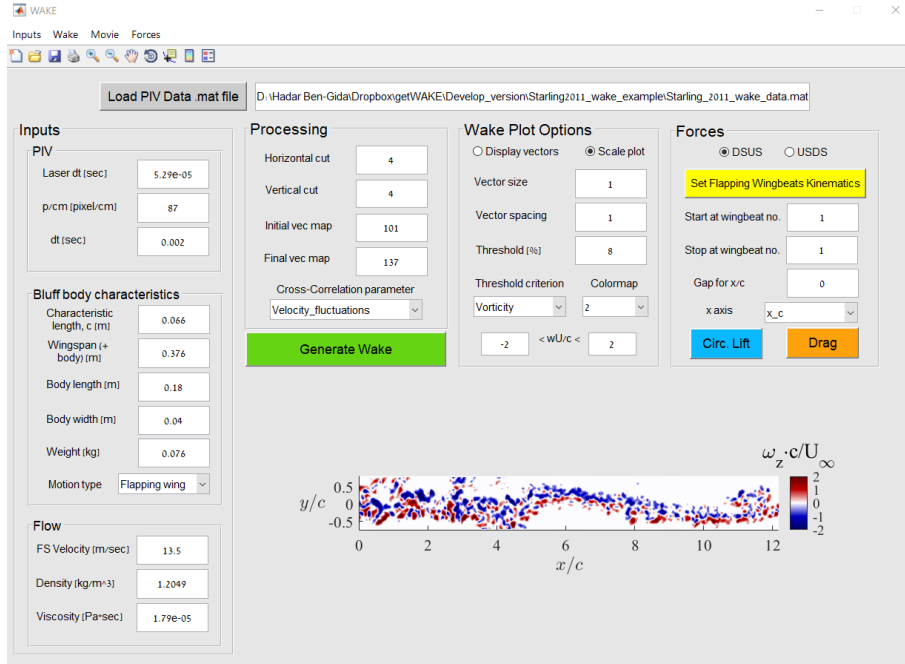 WAKE
Inputs Wake Movie Forces
Load PIV Data .mat file
D:\Hadar Ben-Gida\Dropbox\getWAKE\Develop_version\Starling2011_wake_example\Starling_2011_wake_data.mat
Inputs
PIV
Laser dt [sec] 5.29e-05
p/cm [pixel/cm] 87
dt [sec] 0.002
Bluff body characteristics
Characteristic
length, c [m] 0.066
Wingspan (+
body) [m] 0.376
Body length [m] 0.18
Body width [m] 0.04
Weight [kg] 0.076
Motion type Flapping wing
Flow
FS Velocity [m/sec] 13.5
Density [kg/m^3] 1.2049
Viscosity [Pa*sec] 1.79e-05
Processing
Horizontal cut 4
Vertical cut 4
Initial vec map 101
Final vec map 137
Cross-Correlation parameter
Velocity_fluctuations
Generate Wake
Wake Plot Options
Display vectors Scale plot
Vector size 1
Vector spacing 1
Threshold [%] 8
Threshold criterion Colormap
Vorticity 2
-2 < wU/c < 2
Forces
DSUS USDS
Set Flapping Wingbeats Kinematics
Start at wingbeat no. 1
Stop at wingbeat no. 1
Gap for x/c 0
x axis x_c
Circ. Lift Drag
ω_z·c/U_∞
2
1
0
-1
-2
y/c
0.5
0
-0.5
0 2 4 6 8 10 12
x/c